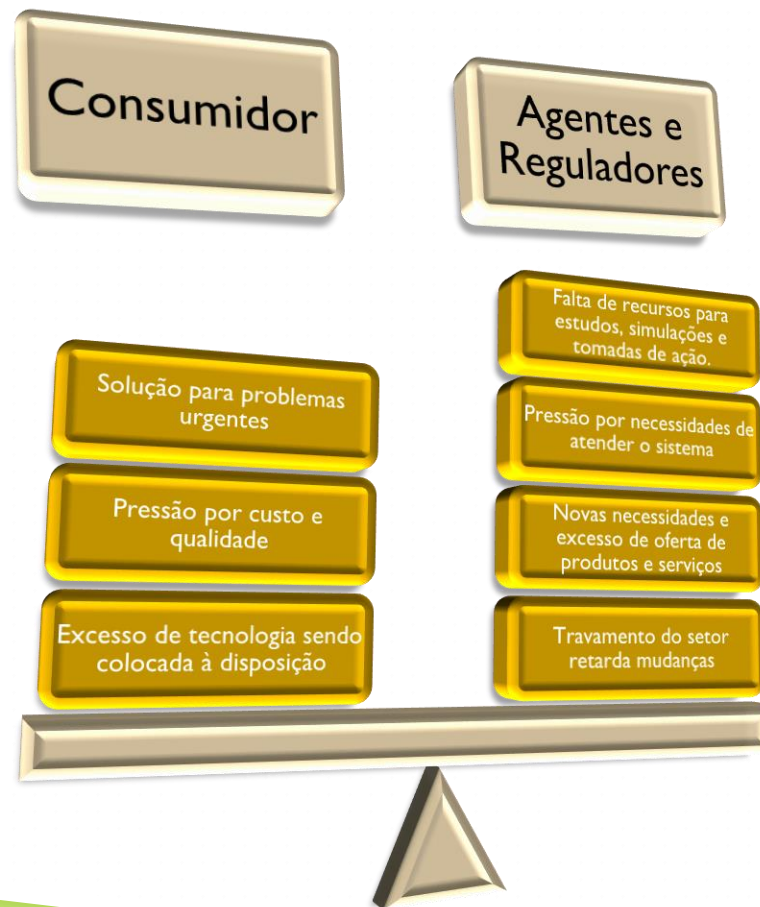 Consumidor
Solução para problemas
urgentes
Pressão por custo e
qualidade
Excesso de tecnologia sendo
colocada à disposição
Agentes e
Reguladores
Falta de recursos para
estudos, simulações e
tomadas de ação.
Pressão por necessidades de
atender o sistema
Novas necessidades e
excesso de oferta de
produtos e serviços
Travamento do setor
retarda mudanças